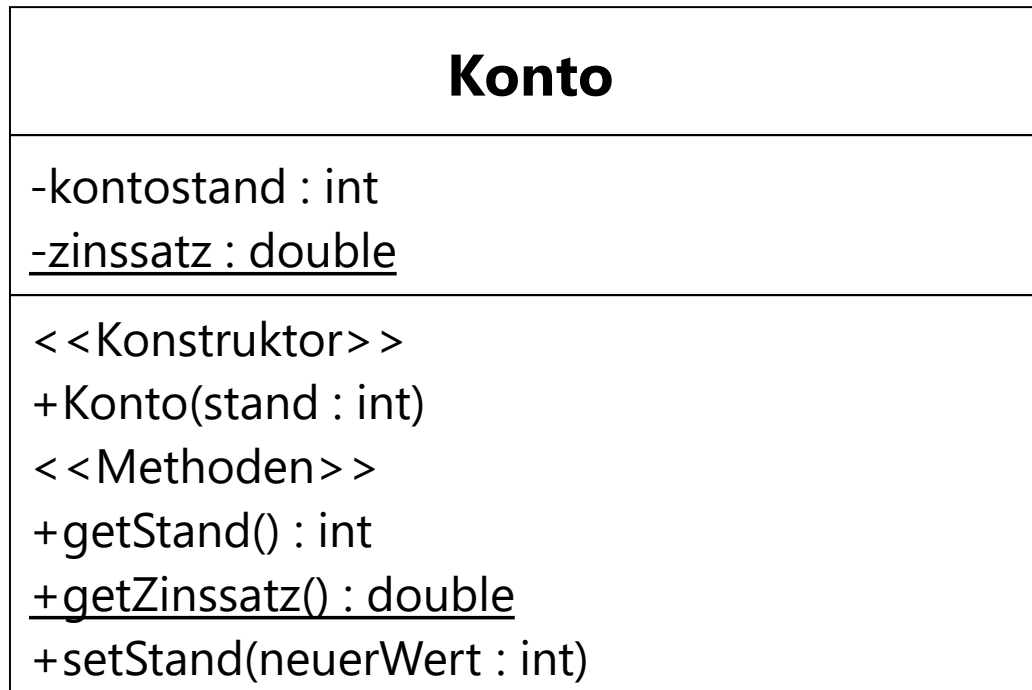 Konto
-kontostand : int
-zinssatz : double
<<Konstruktor>>
+Konto(stand : int)
<<Methoden>>
+getStand() : int
+getZinssatz() : double
+setStand(neuerWert : int)